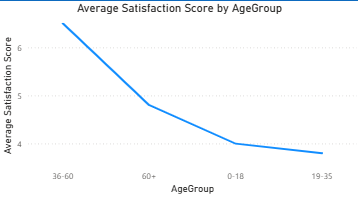 Average Satisfaction Score by AgeGroup
Average Satisfaction Score
6
5
4
36-60
60+
0-18
19-35
AgeGroup